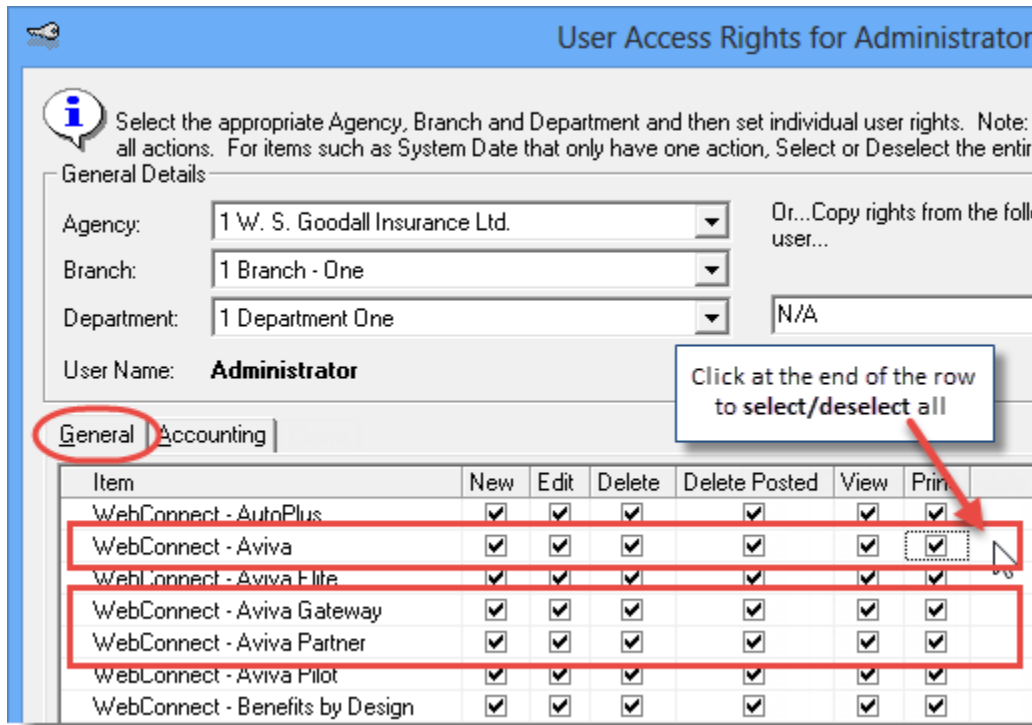 User Access Rights for Administrator
Select the appropriate Agency, Branch and Department and then set individual user rights. Note:
all actions. For items such as System Date that only have one action, Select or Deselect the entir
General Details
Agency:
1 W. S. Goodall Insurance Ltd.
Or...Copy rights from the follo
user...
Branch:
1 Branch - One
Department:
1 Department One
N/A
User Name:
Administrator
Click at the end of the row
to select/deselect all
General
Accounting
Item New Edit Delete Delete Posted View Print
WebConnect - AutoPlus
WebConnect - Aviva
WebConnect - Aviva Elite
WebConnect - Aviva Gateway
WebConnect - Aviva Partner
WebConnect - Aviva Pilot
WebConnect - Benefits by Design